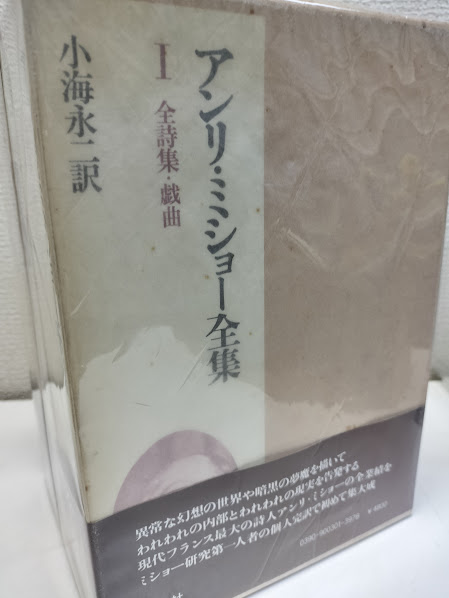 アンリ・ミショー全集
I 全詩集・戯曲
小海永二訳
異常な幻想の世界や暗黒の夢魔を描いて
われわれの内部とわれわれの現実を告発する
現代フランス最大の詩人アンリ・ミショーの全業績を
ミショー研究第一人者の個人完訳で初めて集大成